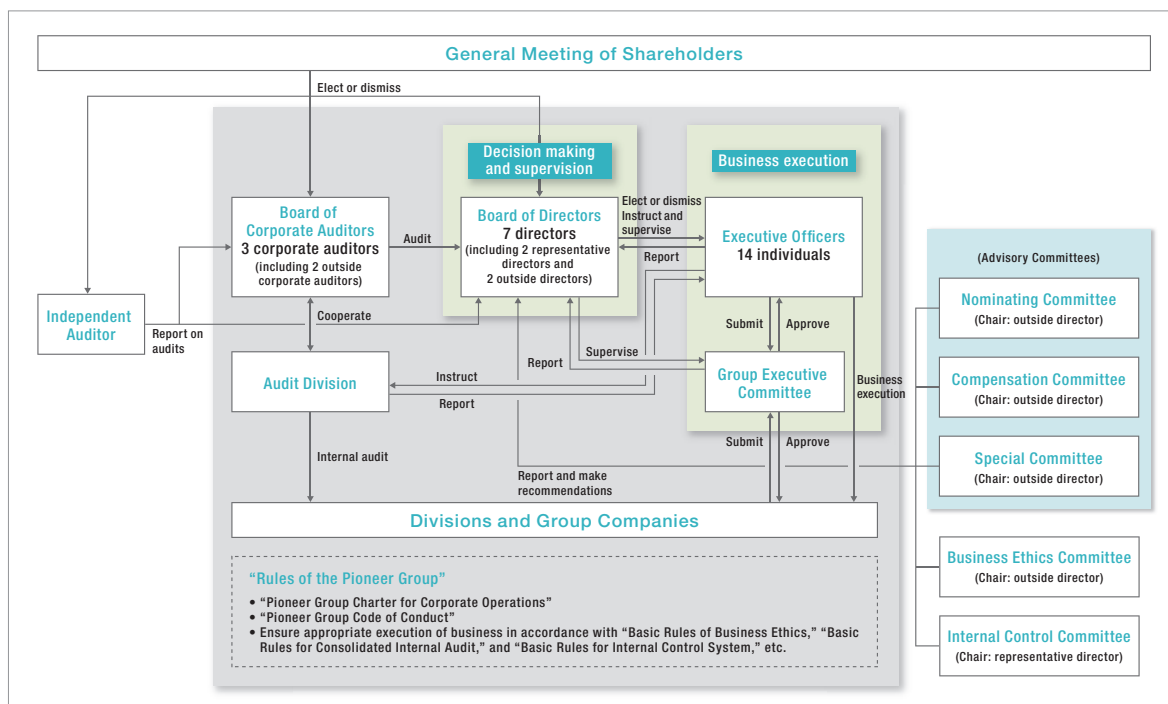 General Meeting of Shareholders
Elect or dismiss
Decision making
and supervision
Business execution
Board of
Corporate Auditors
3 corporate auditors
(including 2 outside
corporate auditors)
Audit
Board of Directors
7 directors
(including 2 representative
directors and
2 outside directors)
Elect or dismiss
Instruct and
supervise
Report
Executive Officers
14 individuals
(Advisory Committees)
Nominating Committee
(Chair: outside director)
Independent
Auditor
Report on
audits
Cooperate
Submit
Approve
Audit Division
Instruct
Report
Report
Supervise
Group Executive
Committee
Business
execution
Compensation Committee
(Chair: outside director)
Internal audit
Submit
Approve
Report and make
recommendations
Special Committee
(Chair: outside director)
Divisions and Group Companies
Business Ethics Committee
(Chair: outside director)
Internal Control Committee
(Chair: representative director)
“Rules of the Pioneer Group”
• “Pioneer Group Charter for Corporate Operations”
• “Pioneer Group Code of Conduct”
• Ensure appropriate execution of business in accordance with “Basic Rules of Business Ethics,” “Basic
Rules for Consolidated Internal Audit,” and “Basic Rules for Internal Control System,” etc.